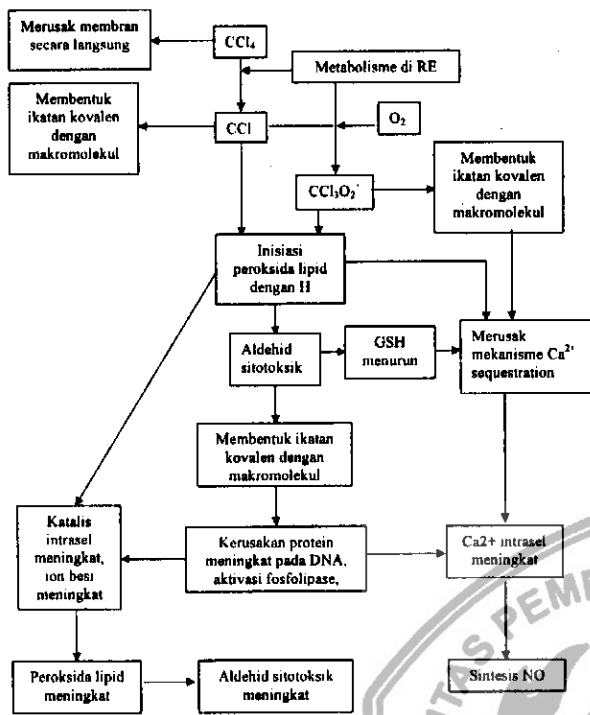 Merusak membran
secara langsung
CCl₄
Metabolisme di RE
Membentuk
ikatan kovalen
dengan
makromolekul
CCl
O₂
Membentuk
ikatan kovalen
dengan
makromolekul
CCl₃O₂˙
Inisiasi
peroksida lipid
dengan H
Aldehid
sitotoksik
GSH
menurun
Merusak
mekanisme Ca²⁺
sequestration
Membentuk ikatan
kovalen dengan
makromolekul
Katalis
intrasel
meningkat,
ion besi
meningkat
Kerusakan protein
meningkat pada DNA,
aktivasi fosfolipase,
Ca2+ intrasel
meningkat
Peroksida lipid
meningkat
Aldehid sitotoksik
meningkat
Sintesis NO
TAS PEM